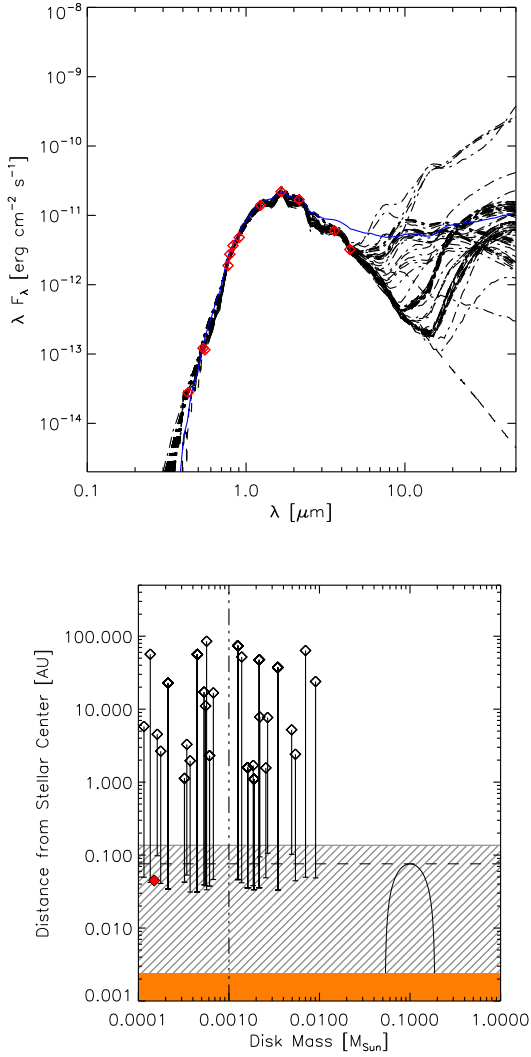 10⁻⁸
10⁻⁹
10⁻¹⁰
10⁻¹¹
10⁻¹²
10⁻¹³
10⁻¹⁴
λ F_λ [erg cm⁻² s⁻¹]
0.1 1.0 10.0
λ [μm]
100.000
10.000
1.000
0.100
0.010
0.001
Distance from Stellar Center [AU]
0.0001 0.0010 0.0100 0.1000 1.0000
Disk Mass [M_Sun]